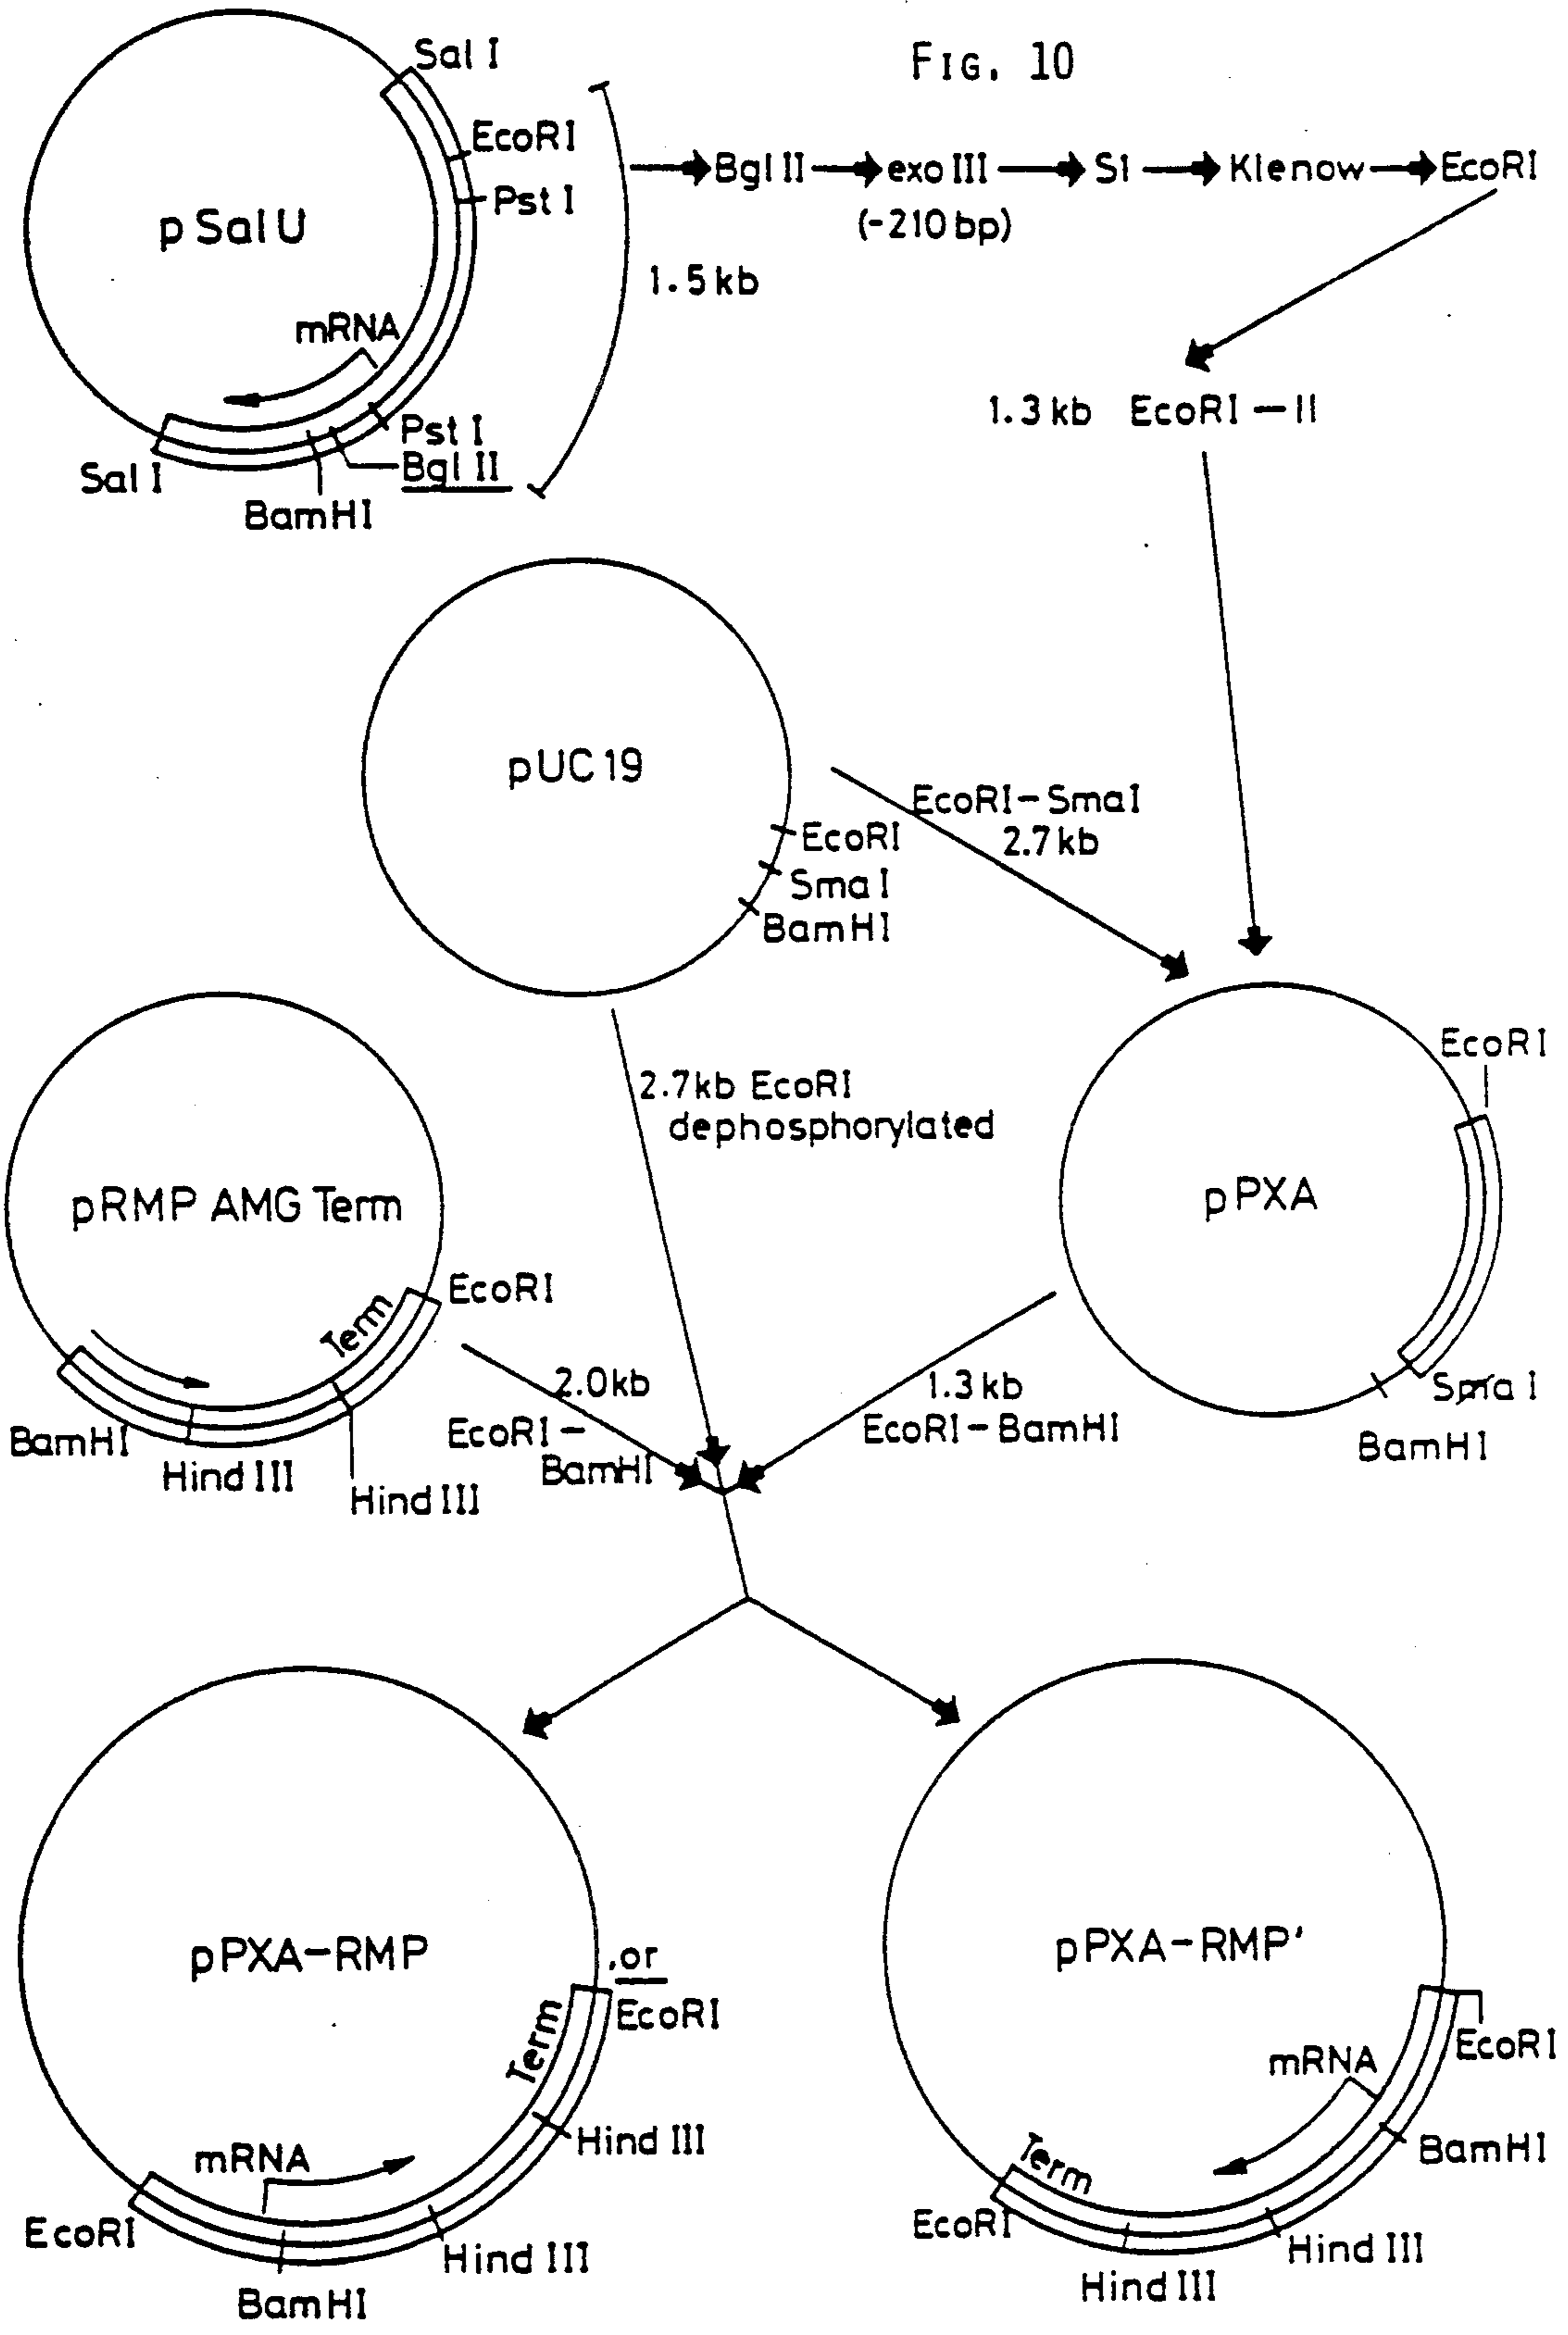 FIG. 10
Sal I
EcoRI
Pst I
p Sal U
mRNA
Pst I
Bgl II
Sal I
BamHI
1.5 kb
Bgl II
exo III
(-210 bp)
S1
Klenow
EcoRI
1.3 kb EcoRI – II
pUC 19
EcoRI
Sma I
BamHI
EcoRI – SmaI
2.7 kb
2.7 kb EcoRI
dephosphorylated
pRMP AMG Term
Term
EcoRI
BamHI
Hind III
Hind III
2.0 kb
EcoRI –
BamHI
EcoRI
pPXA
Sma I
BamHI
1.3 kb
EcoRI – BamHI
pPXA–RMP
, or
EcoRI
Term
Hind III
mRNA
EcoRI
Hind III
BamHI
pPXA–RMP'
EcoRI
mRNA
BamHI
Term
EcoRI
Hind III
Hind III